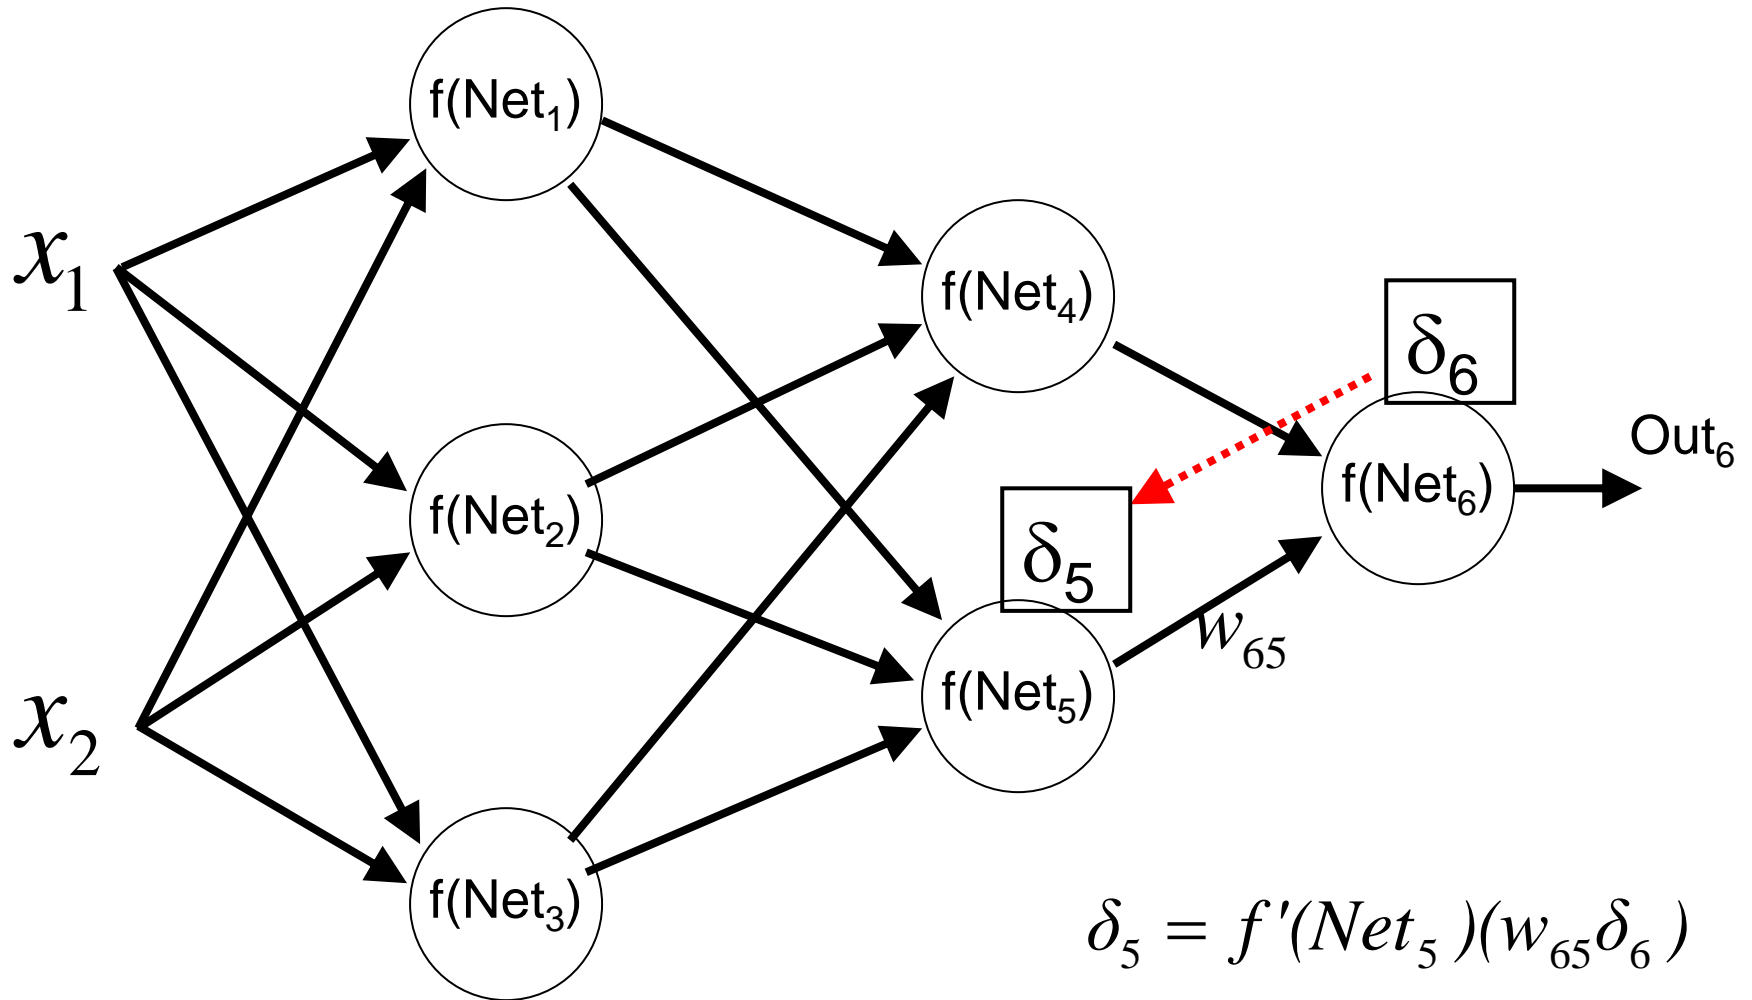 f(Net₁)
x₁
f(Net₄)
δ₆
Out₆
f(Net₆)
f(Net₂)
δ₅
w₆₅
f(Net₅)
x₂
f(Net₃)
δ₅ = f'(Net₅)(w₆₅δ₆)